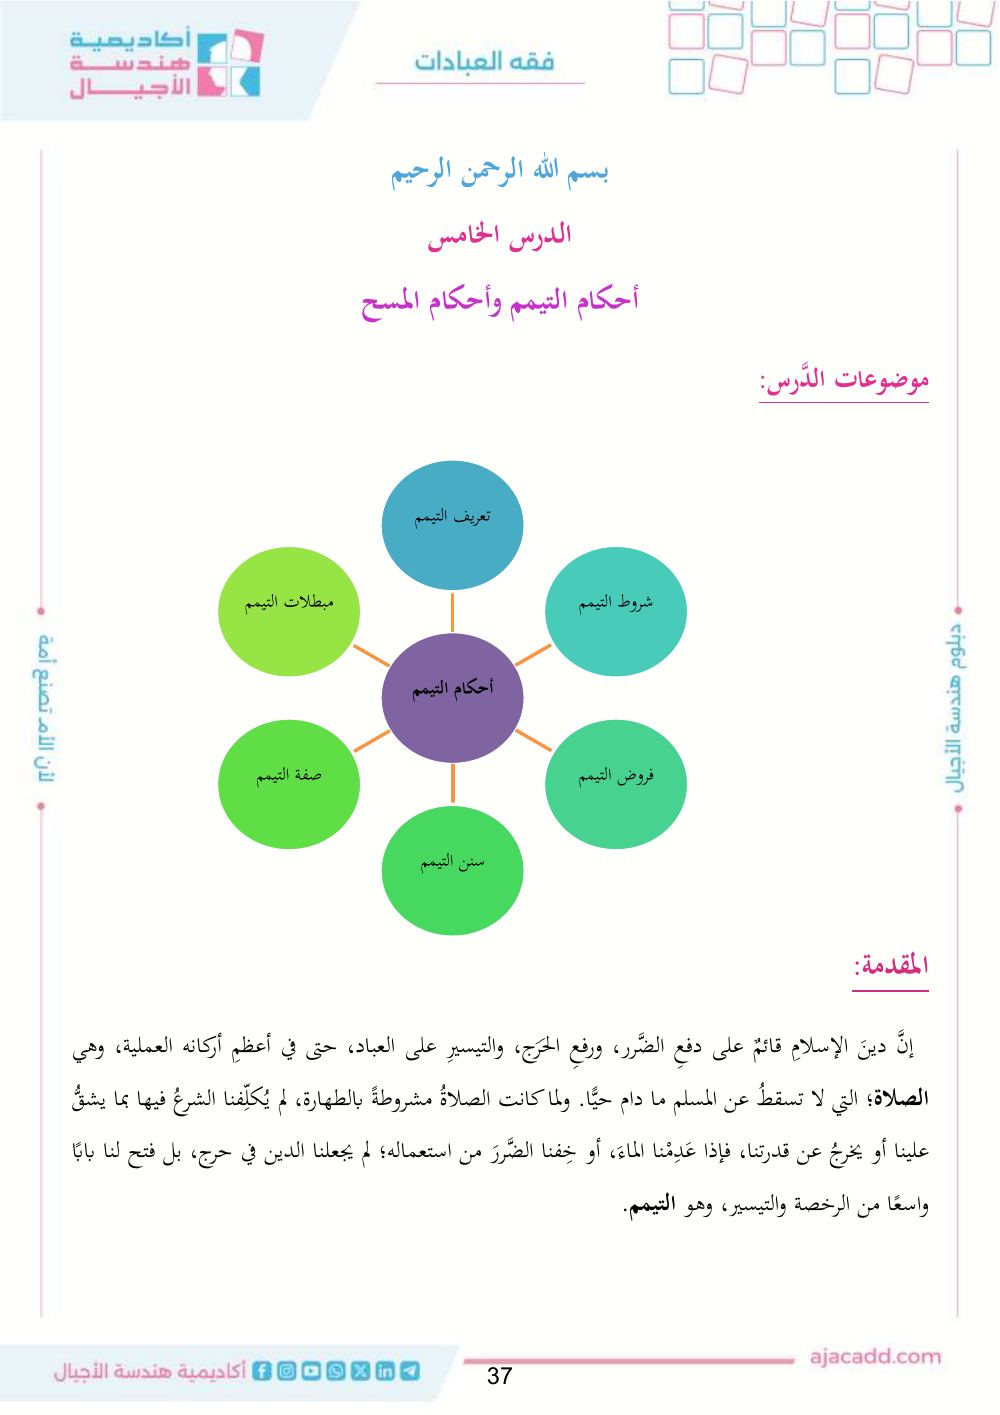 أكاديمية
هندسة
الأجيال
فقه العبادات
بسم الله الرحمن الرحيم
الدرس الخامس
أحكام التيمم وأحكام المسح
موضوعات الدَّرس:
تعريف التيمم
شروط التيمم
مبطلات التيمم
أحكام التيمم
فروض التيمم
صفة التيمم
سنن التيمم
دبلوم هندسة الأجيال
لأن الأم تصنع أمة
المقدمة:
إنَّ دينَ الإسلامِ قائمٌ على دفعِ الضَّرر، ورفعِ الحَرَج، والتيسيرِ على العباد، حتى في أعظمِ أركانه العملية، وهي
الصلاة؛ التي لا تسقطُ عن المسلم ما دام حيًّا. ولما كانت الصلاةُ مشروطةً بالطهارة، لم يُكلِّفنا الشرعُ فيها بما يشقُّ
علينا أو يخرجُ عن قدرتنا، فإذا عَدِمْنا الماءَ، أو خِفنا الضَّررَ من استعماله؛ لم يجعلنا الدين في حرج، بل فتح لنا بابًا
واسعًا من الرخصة والتيسير، وهو التيمم.
أكاديمية هندسة الأجيال
37
ajacadd.com